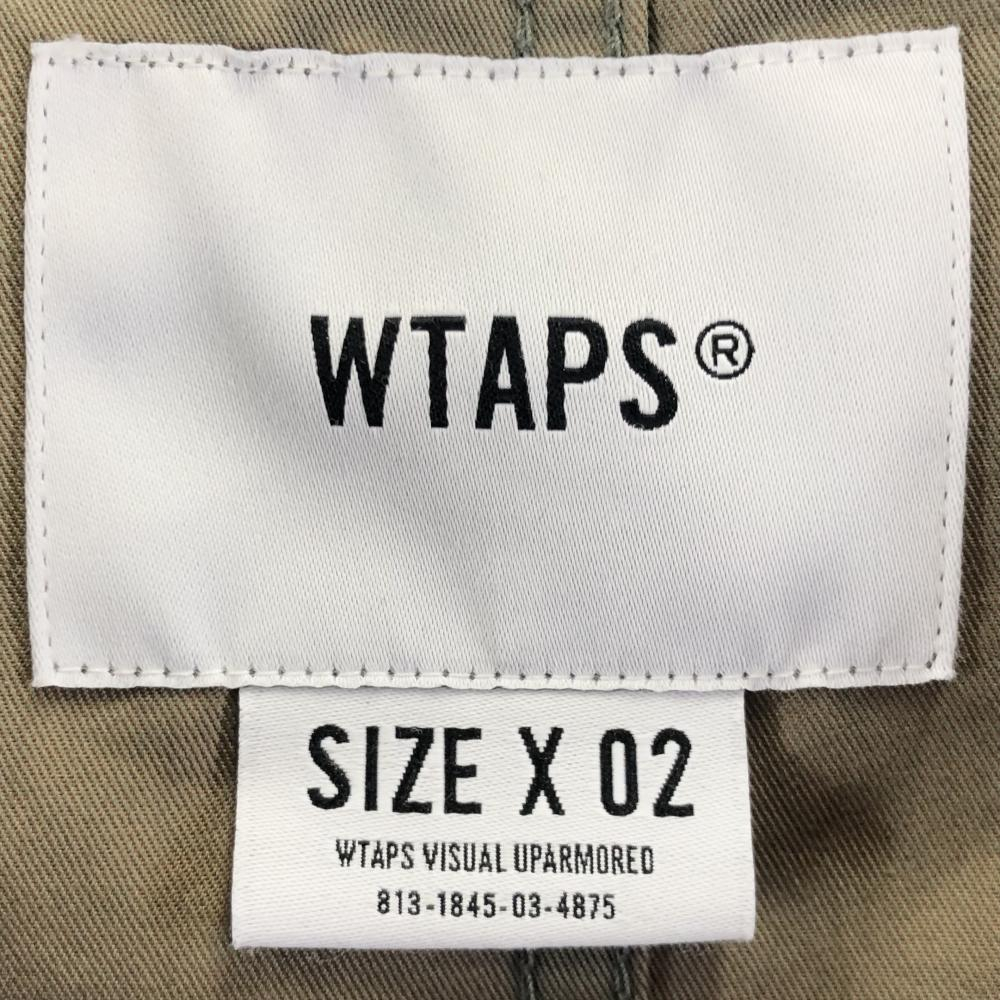 WTAPS®
SIZE X 02
WTAPS VISUAL UPARMORED
813-1845-03-4875